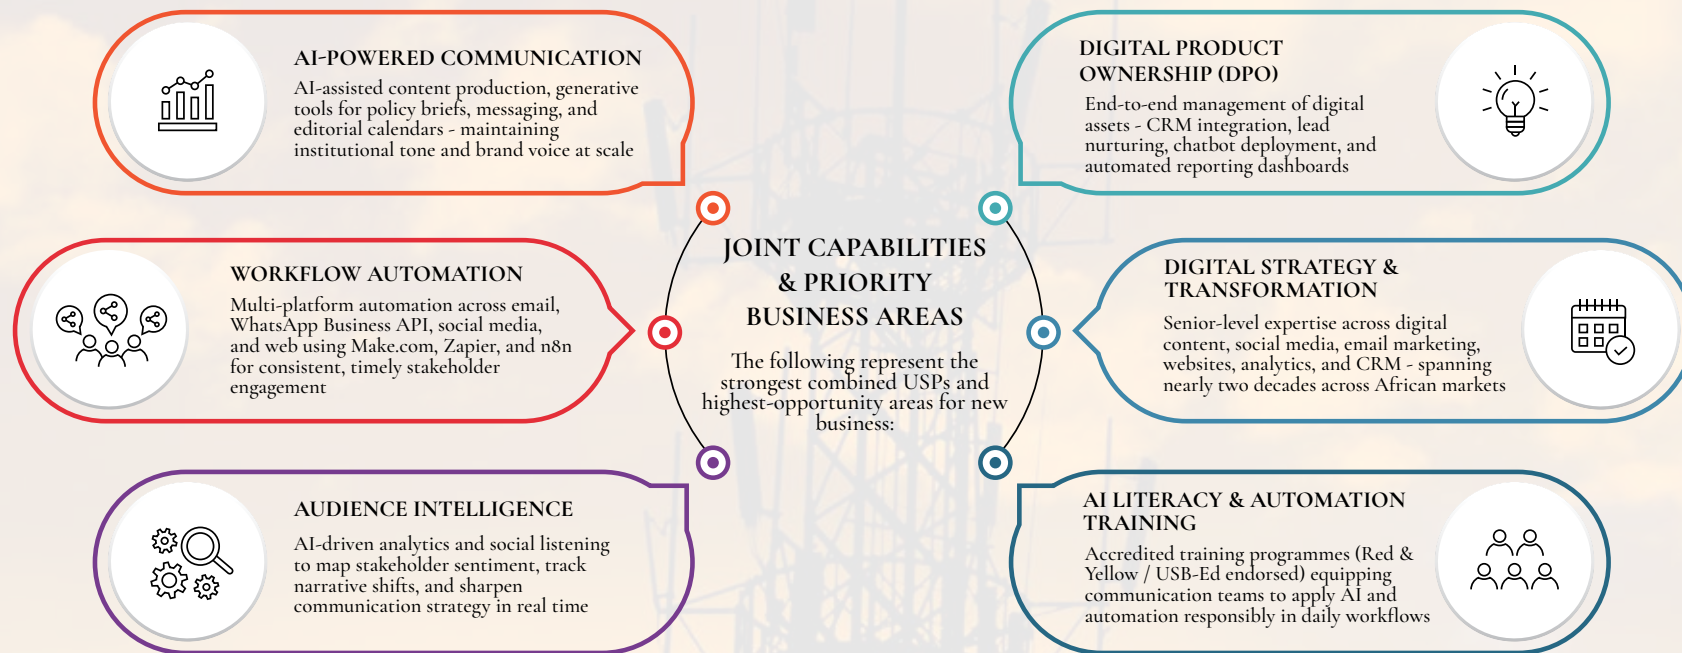 AI-POWERED COMMUNICATION
AI-assisted content production, generative
tools for policy briefs, messaging, and
editorial calendars - maintaining
institutional tone and brand voice at scale
WORKFLOW AUTOMATION
Multi-platform automation across email,
WhatsApp Business API, social media,
and web using Make.com, Zapier, and n8n
for consistent, timely stakeholder
engagement
AUDIENCE INTELLIGENCE
AI-driven analytics and social listening
to map stakeholder sentiment, track
narrative shifts, and sharpen
communication strategy in real time
JOINT CAPABILITIES
& PRIORITY
BUSINESS AREAS
The following represent the
strongest combined USPs and
highest-opportunity areas for new
business:
DIGITAL PRODUCT
OWNERSHIP (DPO)
End-to-end management of digital
assets - CRM integration, lead
nurturing, chatbot deployment, and
automated reporting dashboards
DIGITAL STRATEGY &
TRANSFORMATION
Senior-level expertise across digital
content, social media, email marketing,
websites, analytics, and CRM - spanning
nearly two decades across African markets
AI LITERACY & AUTOMATION
TRAINING
Accredited training programmes (Red &
Yellow / USB-Ed endorsed) equipping
communication teams to apply AI and
automation responsibly in daily workflows